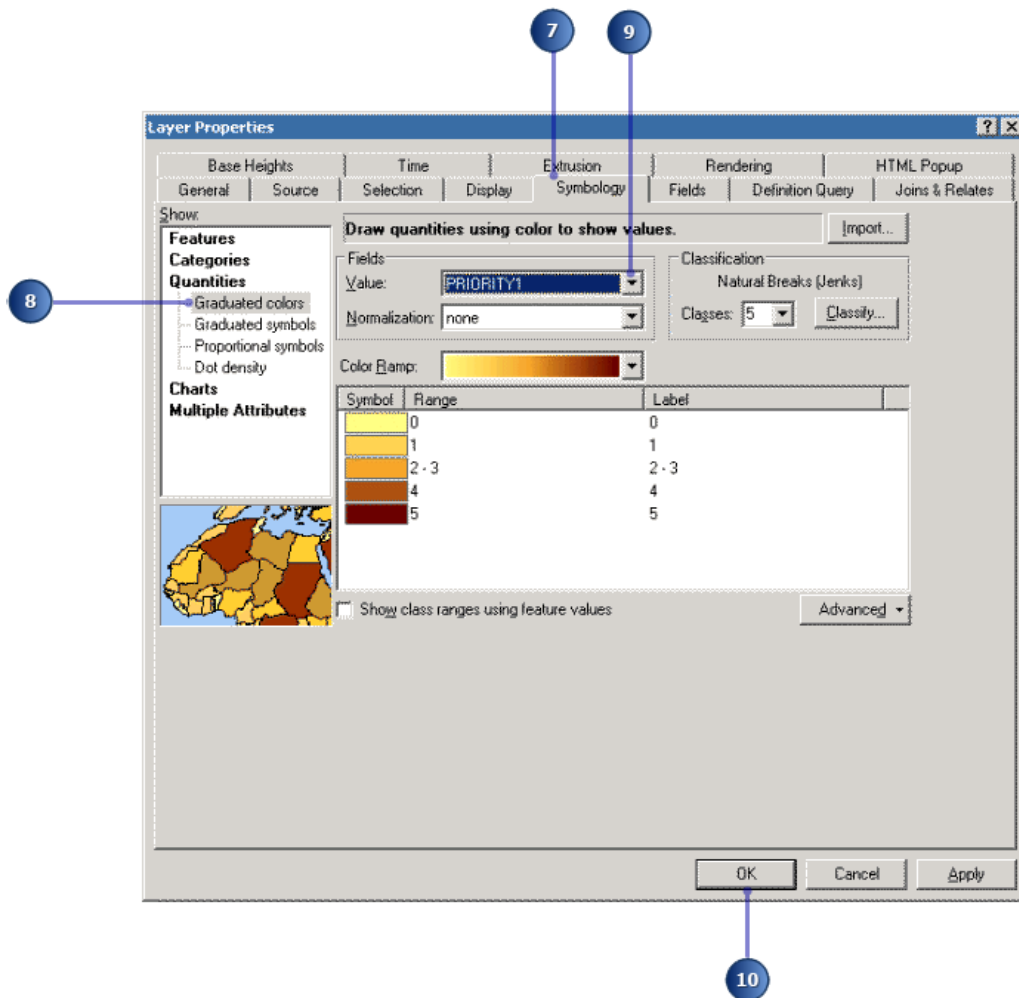 7 9
Layer Properties
Base Heights Time Extrusion Rendering HTML Popup
General Source Selection Display Symbology Fields Definition Query Joins & Relates
Show:
Features
Categories
Quantities
Graduated colors
Graduated symbols
Proportional symbols
Dot density
Charts
Multiple Attributes
8
Draw quantities using color to show values.
Import...
Fields
Value: PRIORITY1
Normalization: none
Classification
Natural Breaks (Jenks)
Classes: 5 Classify...
Color Ramp:
Symbol Range Label
0 0
1 1
2 - 3 2 - 3
4 4
5 5
Show class ranges using feature values
Advanced
OK Cancel Apply
10